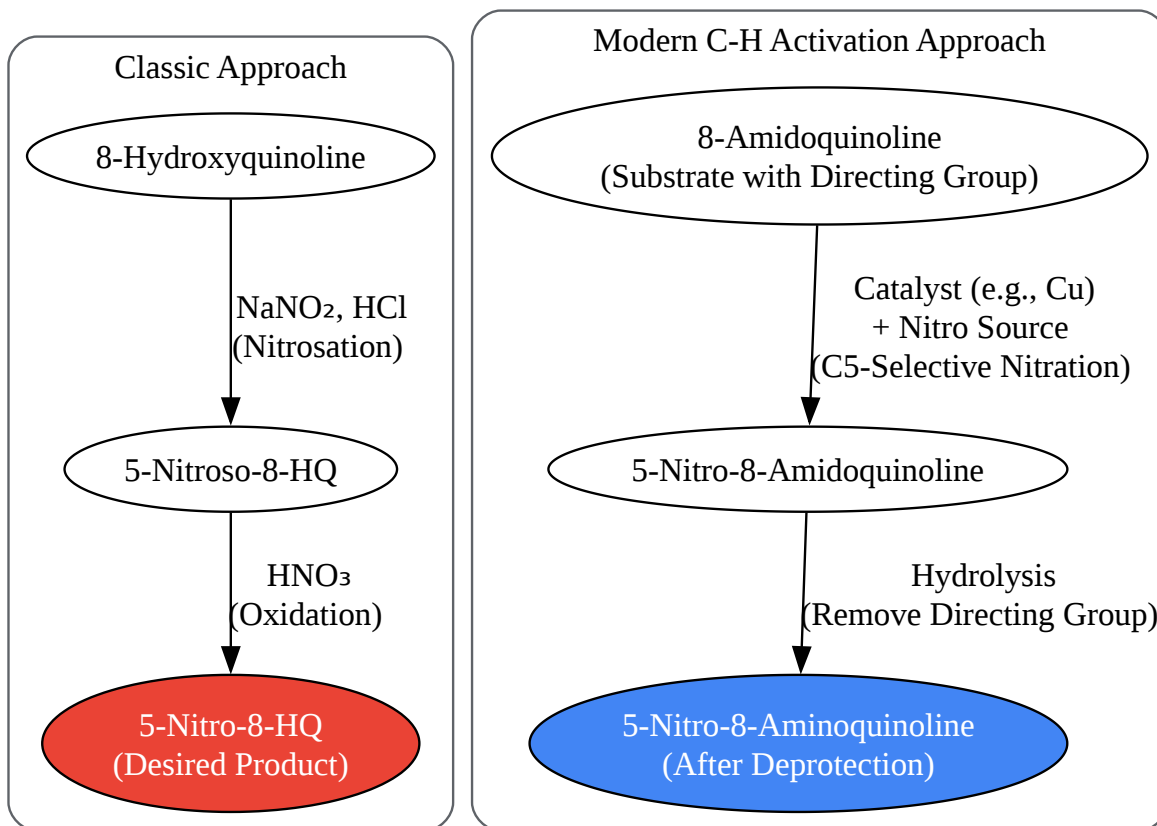 Classic Approach
8-Hydroxyquinoline
NaNO₂, HCl
(Nitrosation)
5-Nitroso-8-HQ
HNO₃
(Oxidation)
5-Nitro-8-HQ
(Desired Product)
Modern C-H Activation Approach
8-Amidoquinoline
(Substrate with Directing Group)
Catalyst (e.g., Cu)
+ Nitro Source
(C5-Selective Nitration)
5-Nitro-8-Amidoquinoline
Hydrolysis
(Remove Directing Group)
5-Nitro-8-Aminoquinoline
(After Deprotection)